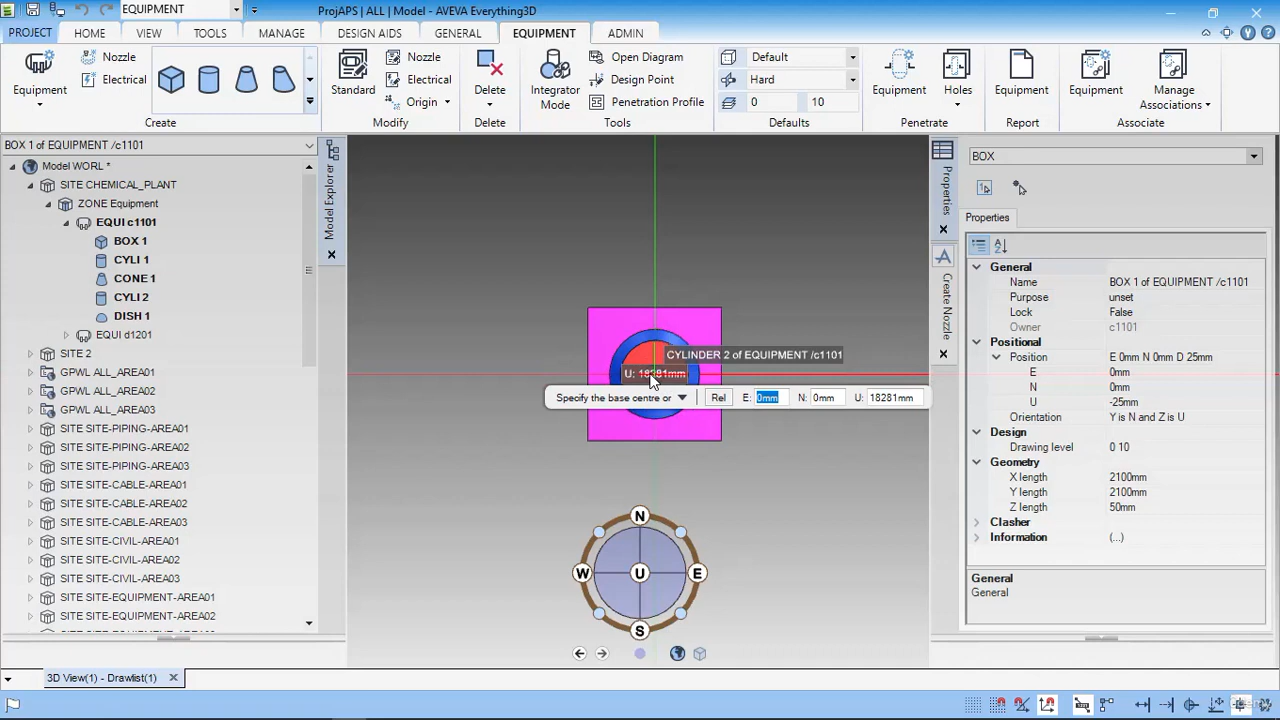 EQUIPMENT
ProjAPS | ALL | Model - AVEVA Everything3D
PROJECT
HOME
VIEW
TOOLS
MANAGE
DESIGN AIDS
GENERAL
EQUIPMENT
ADMIN
Equipment
Nozzle
Electrical
Create
Standard
Nozzle
Electrical
Origin
Modify
Delete
Delete
Integrator Mode
Open Diagram
Design Point
Penetration Profile
Tools
Default
Hard
0
10
Defaults
Equipment
Holes
Penetrate
Equipment
Report
Equipment
Manage Associations
Associate
BOX 1 of EQUIPMENT /c1101
Model WORL *
SITE CHEMICAL_PLANT
ZONE Equipment
EQUI c1101
BOX 1
CYLI 1
CONE 1
CYLI 2
DISH 1
EQUI d1201
SITE 2
GPWL ALL_AREA01
GPWL ALL_AREA02
GPWL ALL_AREA03
SITE SITE-PIPING-AREA01
SITE SITE-PIPING-AREA02
SITE SITE-PIPING-AREA03
SITE SITE-CABLE-AREA01
SITE SITE-CABLE-AREA02
SITE SITE-CABLE-AREA03
SITE SITE-CIVIL-AREA01
SITE SITE-CIVIL-AREA02
SITE SITE-CIVIL-AREA03
SITE SITE-EQUIPMENT-AREA01
SITE SITE-EQUIPMENT-AREA02
Model Explorer
CYLINDER 2 of EQUIPMENT /c1101
U: 18281mm
Specify the base centre or
Rel
E: 0mm N: 0mm U: 18281mm
N
W
U
E
S
Properties
Create Nozzle
BOX
Properties
General
Name BOX 1 of EQUIPMENT /c1101
Purpose unset
Lock False
Owner c1101
Positional
Position E 0mm N 0mm D 25mm
E 0mm
N 0mm
U -25mm
Orientation Y is N and Z is U
Design
Drawing level 0 10
Geometry
X length 2100mm
Y length 2100mm
Z length 50mm
Clasher
Information (...)
General
General
3D View(1) - Drawlist(1)